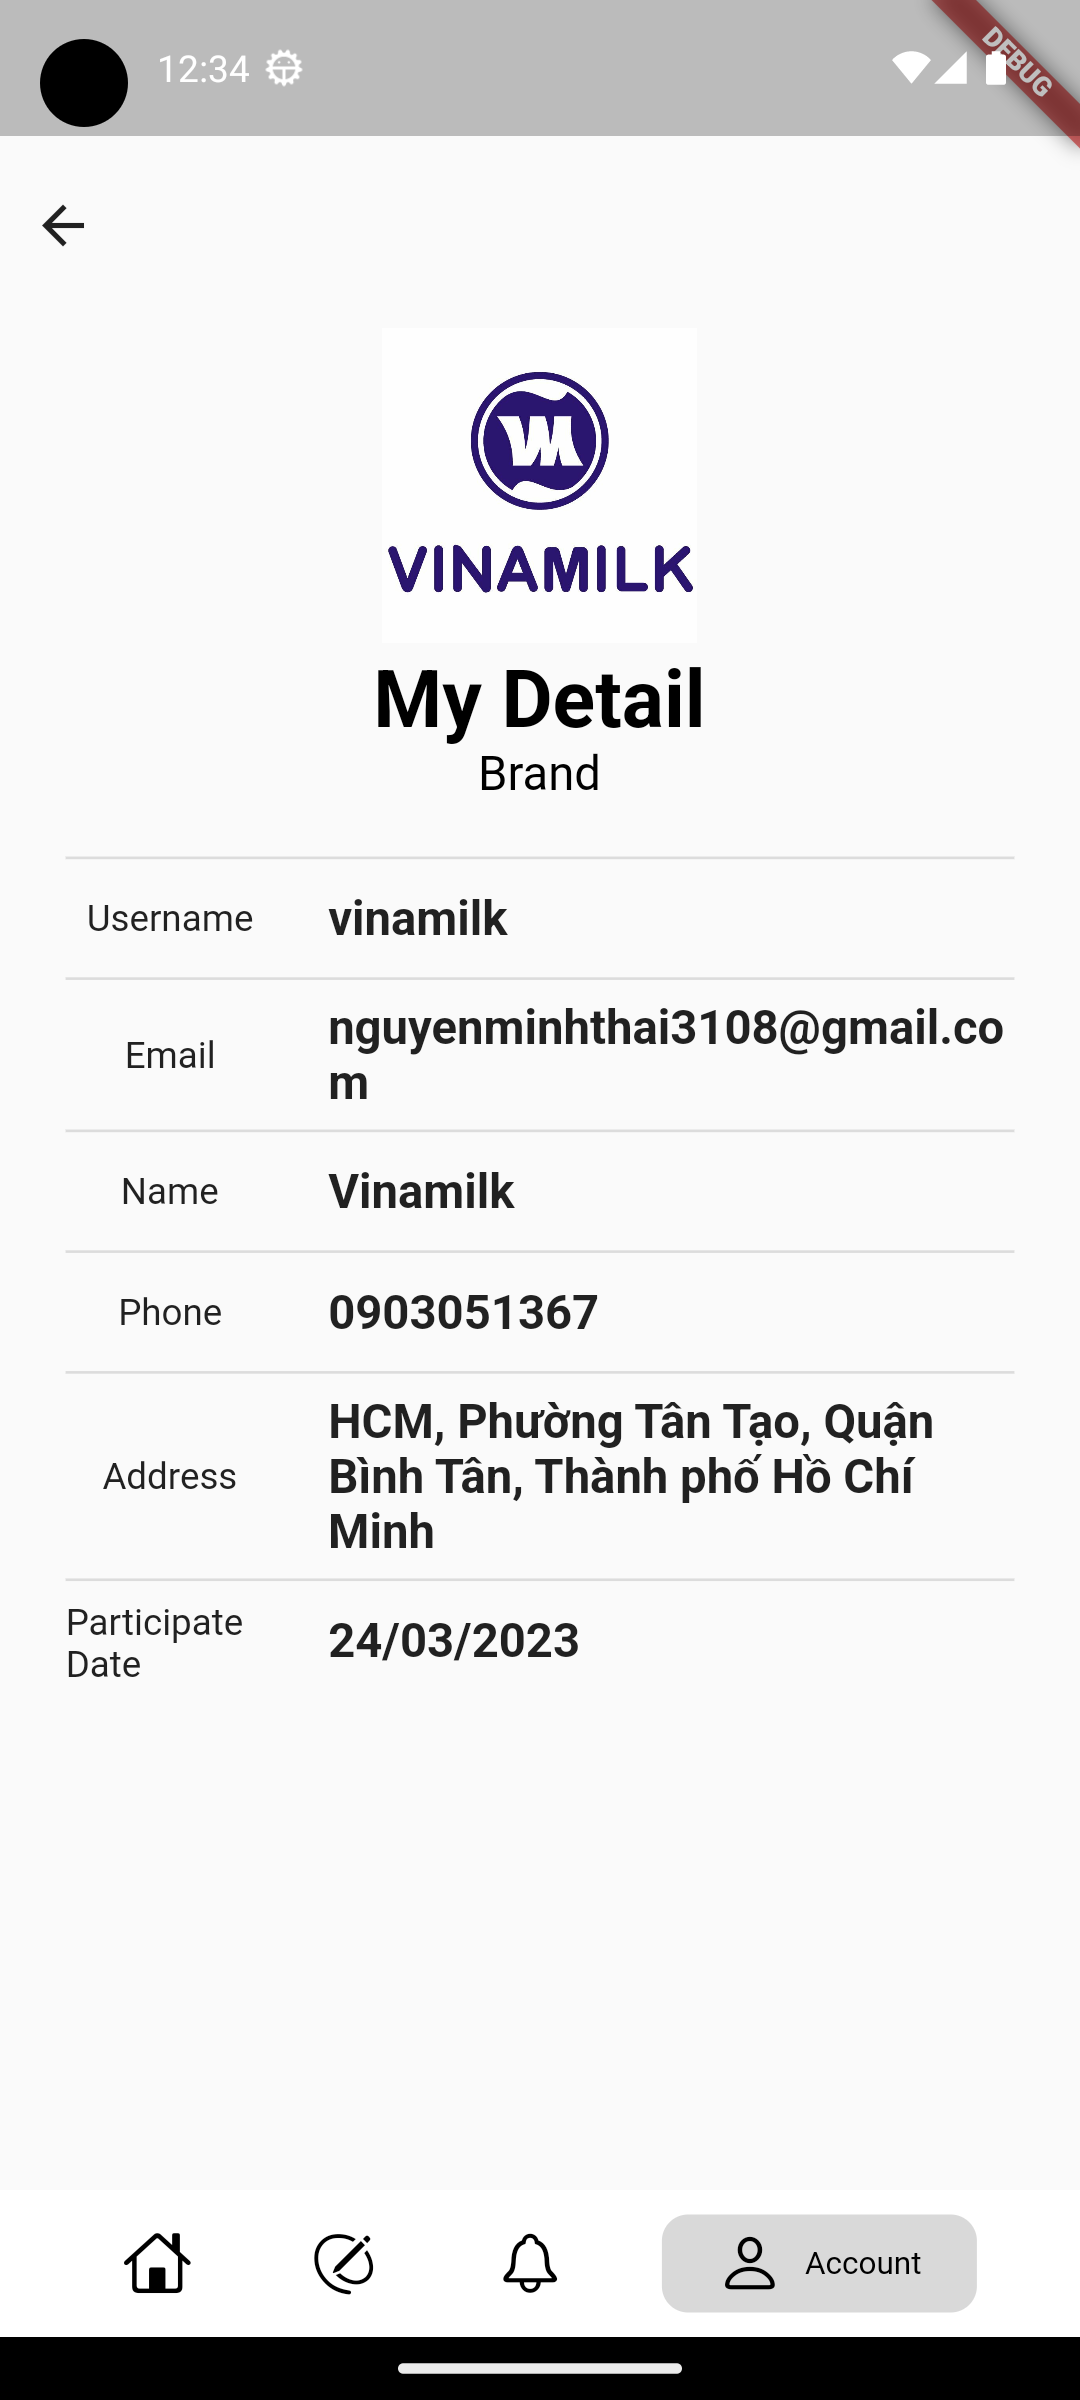 12:34
DEBUG
VINAMILK
My Detail
Brand
Username
vinamilk
Email
nguyenminhthai3108@gmail.co
m
Name
Vinamilk
Phone
0903051367
Address
HCM, Phường Tân Tạo, Quận
Bình Tân, Thành phố Hồ Chí
Minh
Participate
Date
24/03/2023
Account